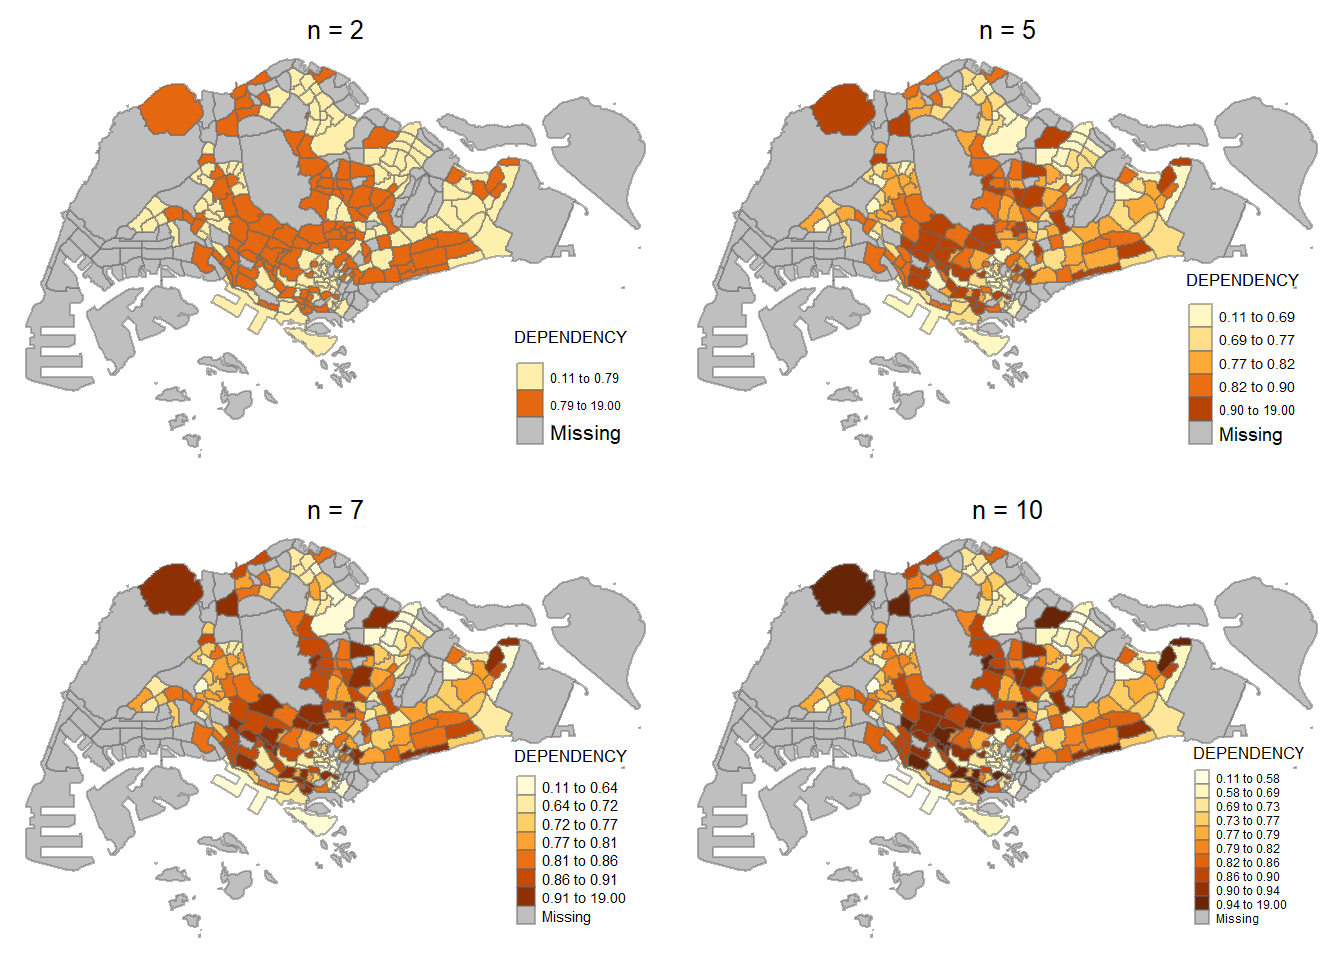 n = 2
DEPENDENCY
0.11 to 0.79
0.79 to 19.00
Missing
n = 5
DEPENDENCY
0.11 to 0.69
0.69 to 0.77
0.77 to 0.82
0.82 to 0.90
0.90 to 19.00
Missing
n = 7
DEPENDENCY
0.11 to 0.64
0.64 to 0.72
0.72 to 0.77
0.77 to 0.81
0.81 to 0.86
0.86 to 0.91
0.91 to 19.00
Missing
n = 10
DEPENDENCY
0.11 to 0.58
0.58 to 0.69
0.69 to 0.73
0.73 to 0.77
0.77 to 0.79
0.79 to 0.82
0.82 to 0.86
0.86 to 0.90
0.90 to 0.94
0.94 to 19.00
Missing